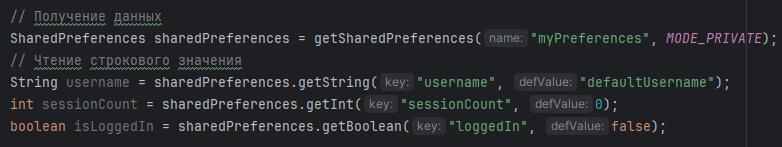 // Получение данных
SharedPreferences sharedPreferences = getSharedPreferences( name: "myPreferences", MODE_PRIVATE);
// Чтение строкового значения
String username = sharedPreferences.getString( key: "username", defValue: "defaultUsername");
int sessionCount = sharedPreferences.getInt( key: "sessionCount", defValue: 0);
boolean isLoggedIn = sharedPreferences.getBoolean( key: "loggedIn", defValue: false);